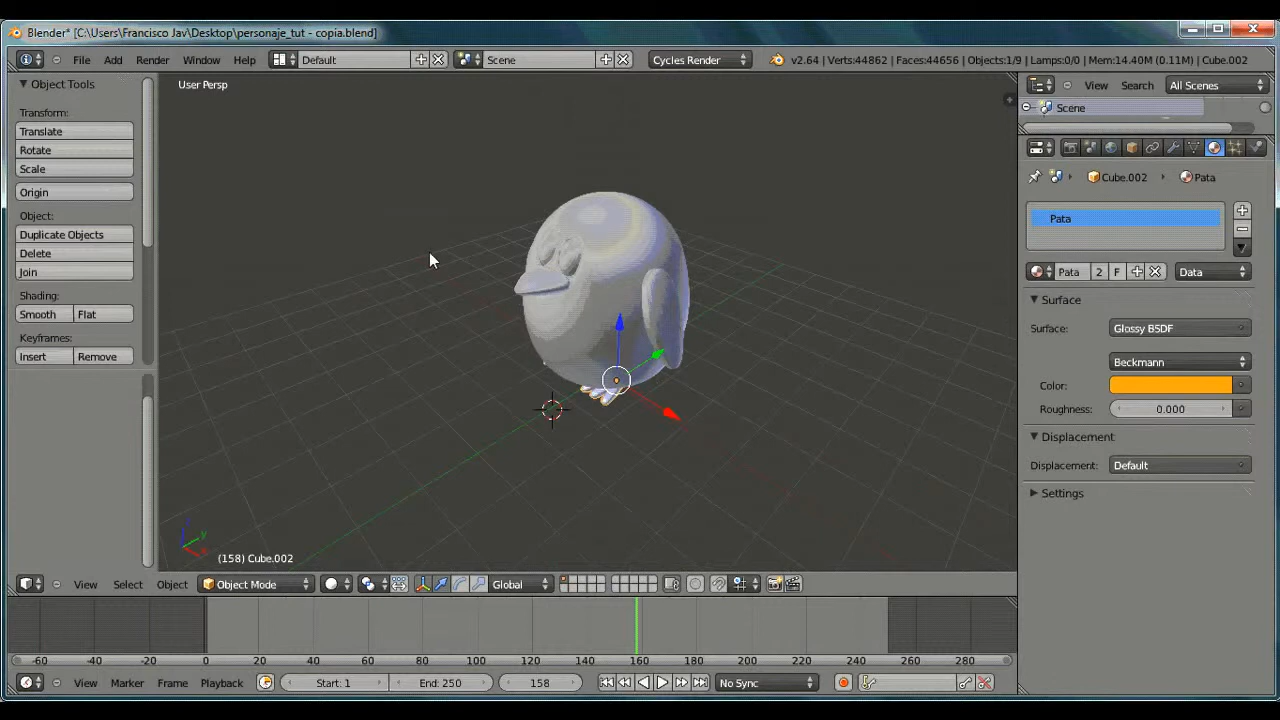 Blender* [C:\Users\Francisco Jav\Desktop\personaje_tut - copia.blend]
File Add Render Window Help Default Scene Cycles Render v2.64 | Verts:44862 | Faces:44656 | Objects:1/9 | Lamps:0/0 | Mem:14.40M (0.11M) | Cube.002
Object Tools
Transform:
Translate
Rotate
Scale
Origin
Object:
Duplicate Objects
Delete
Join
Shading:
Smooth Flat
Keyframes:
Insert Remove
User Persp
(158) Cube.002
View Search All Scenes
Scene
Cube.002 Pata
Pata
Pata 2 F Data
Surface
Surface: Glossy BSDF
Beckmann
Color:
Roughness: 0.000
Displacement
Displacement: Default
Settings
View Select Object Object Mode Global
-60 -40 -20 0 20 40 60 80 100 120 140 160 180 200 220 240 260 280
View Marker Frame Playback Start: 1 End: 250 158 No Sync